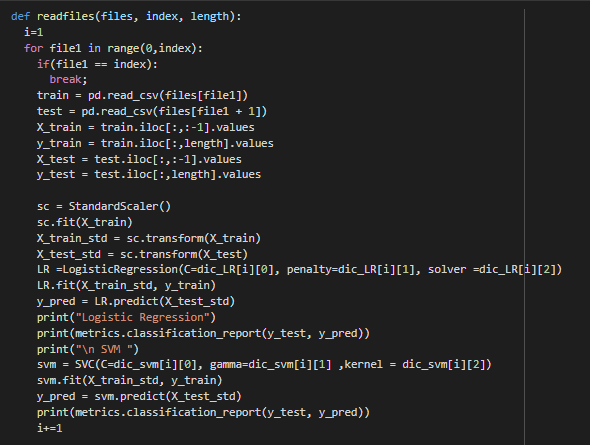 def readfiles(files, index, length):
  i=1
  for file1 in range(0,index):
    if(file1 == index):
      break;
    train = pd.read_csv(files[file1])
    test = pd.read_csv(files[file1 + 1])
    X_train = train.iloc[:,:-1].values
    y_train = train.iloc[:,length].values
    X_test = test.iloc[:,:-1].values
    y_test = test.iloc[:,length].values

    sc = StandardScaler()
    sc.fit(X_train)
    X_train_std = sc.transform(X_train)
    X_test_std = sc.transform(X_test)
    LR =LogisticRegression(C=dic_LR[i][0], penalty=dic_LR[i][1], solver =dic_LR[i][2])
    LR.fit(X_train_std, y_train)
    y_pred = LR.predict(X_test_std)
    print("Logistic Regression")
    print(metrics.classification_report(y_test, y_pred))
    print("\n SVM ")
    svm = SVC(C=dic_svm[i][0], gamma=dic_svm[i][1] ,kernel = dic_svm[i][2])
    svm.fit(X_train_std, y_train)
    y_pred = svm.predict(X_test_std)
    print(metrics.classification_report(y_test, y_pred))
    i+=1